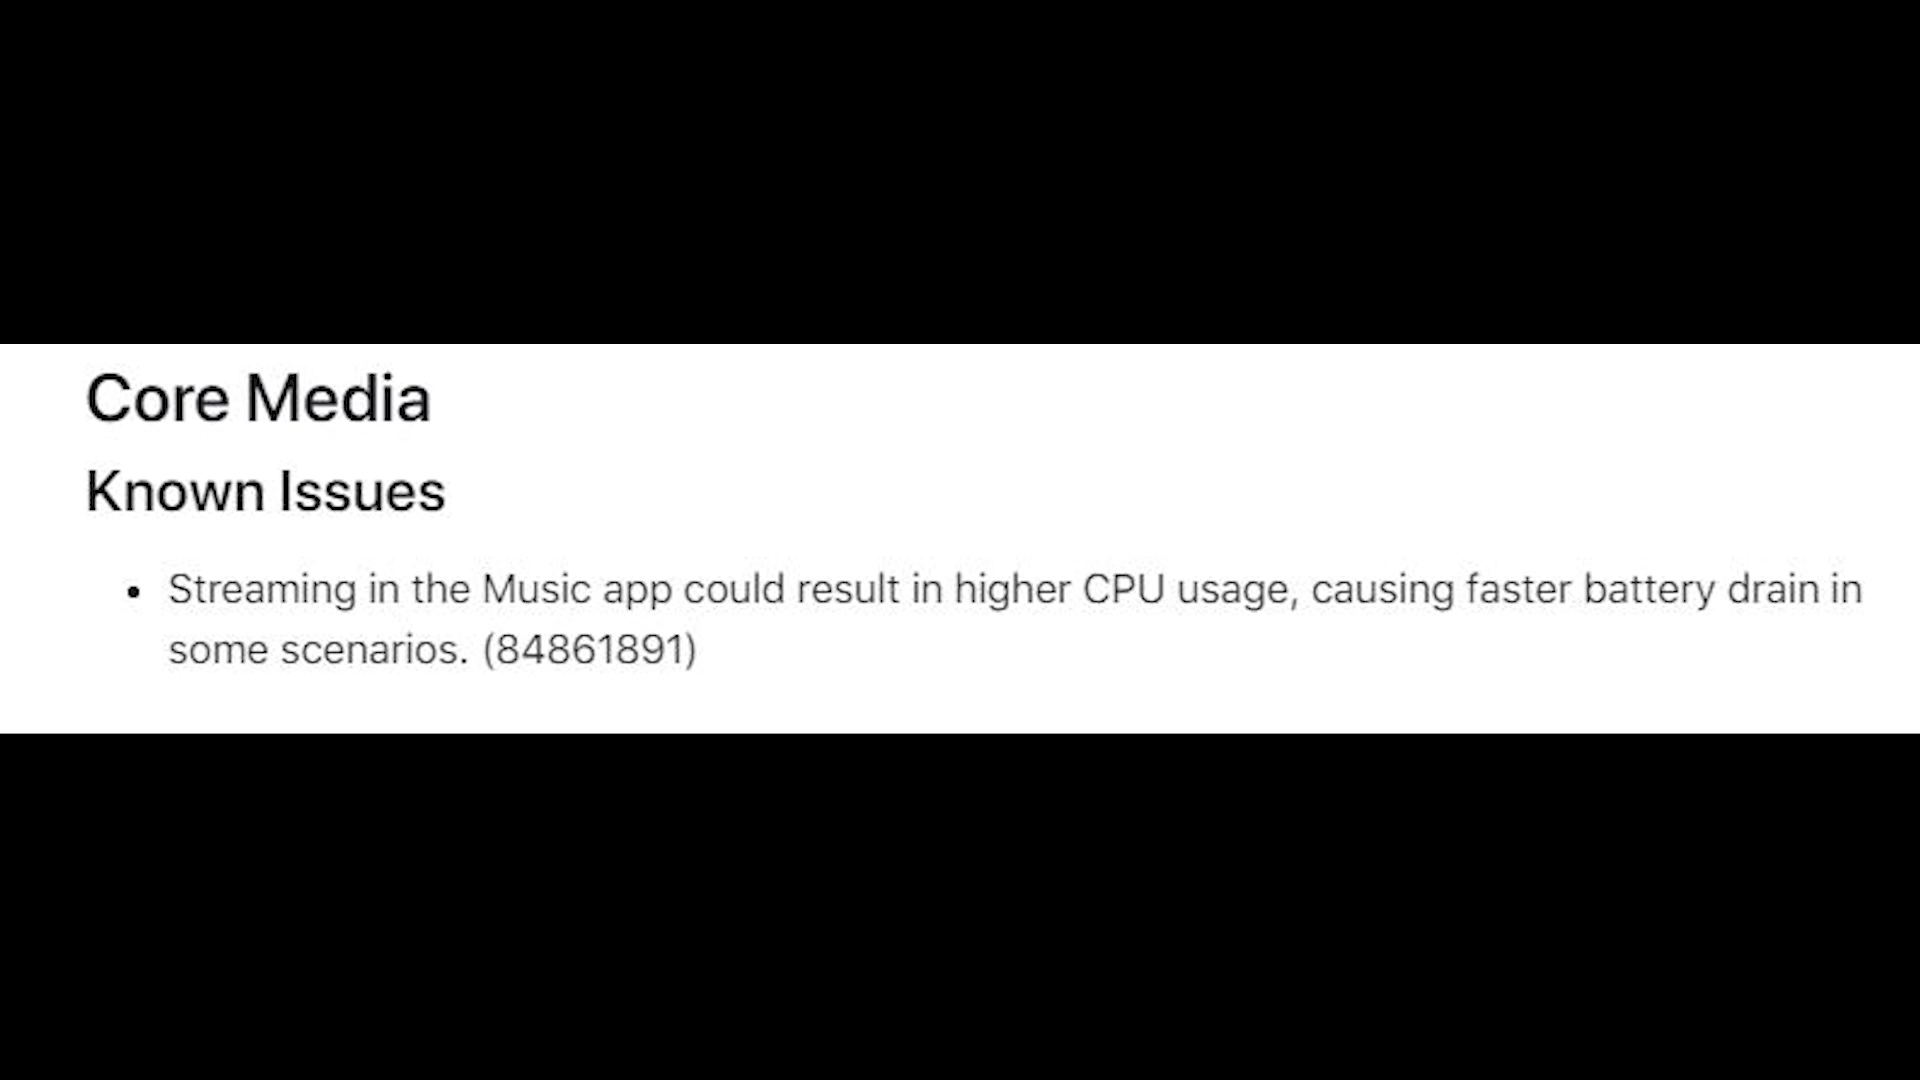 Core Media
Known Issues
• Streaming in the Music app could result in higher CPU usage, causing faster battery drain in
some scenarios. (84861891)